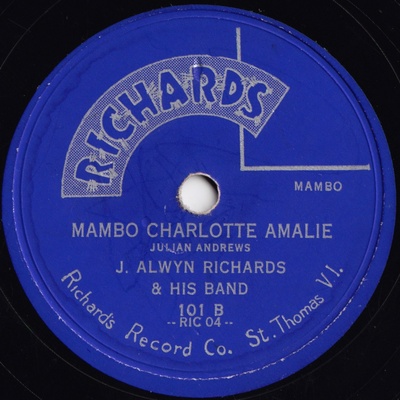 RICHARDS
MAMBO
MAMBO CHARLOTTE AMALIE
JULIAN ANDREWS
J. ALWYN RICHARDS
& HIS BAND
101 B
-- RIC 04 --
Richard's Record Co. St. Thomas V.I.